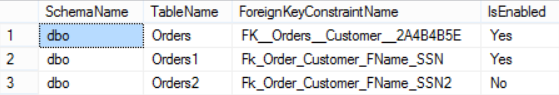 SchemaName TableName ForeignKeyConstraintName IsEnabled
1 dbo Orders FK__Orders__Customer__2A4B4B5E Yes
2 dbo Orders1 Fk_Order_Customer_FName_SSN Yes
3 dbo Orders2 Fk_Order_Customer_FName_SSN2 No